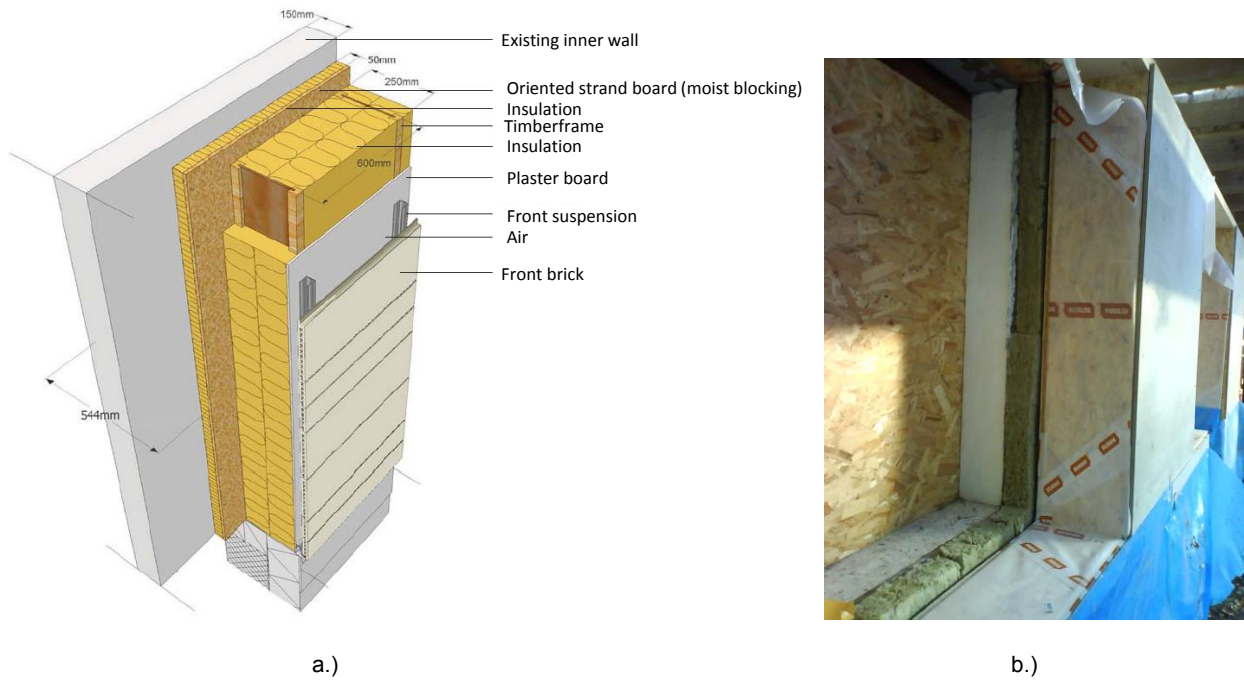 150mm
Existing inner wall
50mm
250mm
Oriented strand board (moist blocking)
Insulation
Timberframe
Insulation
600mm
Plaster board
Front suspension
Air
Front brick
544mm
a.)
b.)